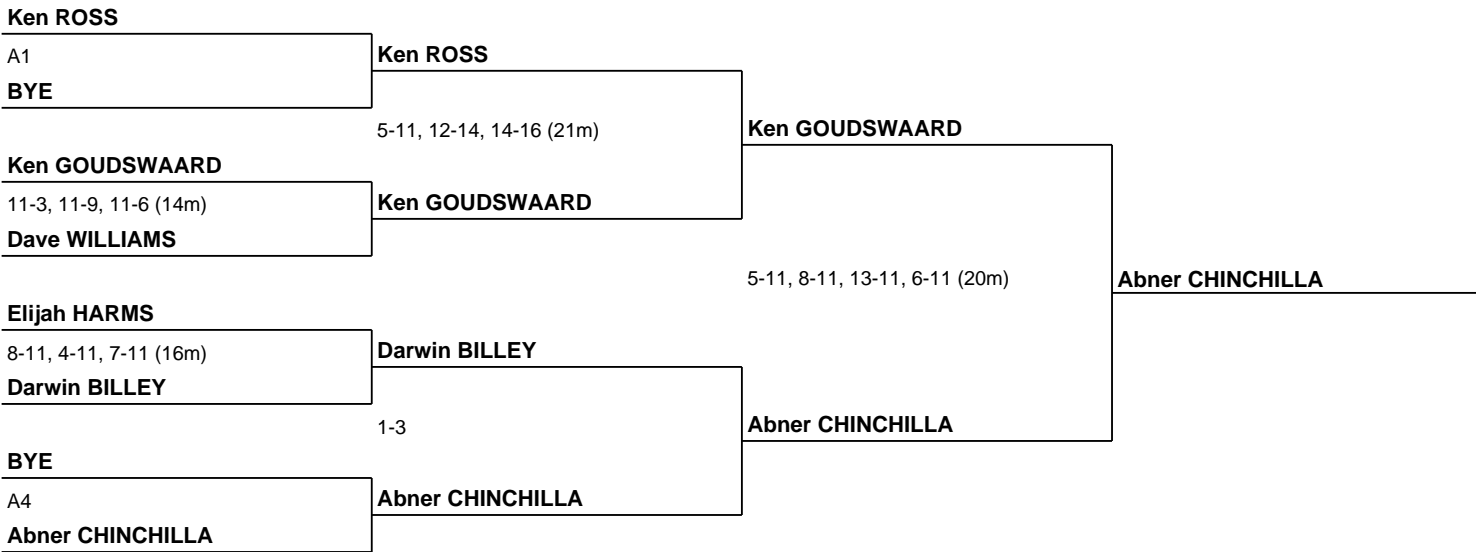 Ken ROSS
A1
BYE
Ken GOUDSWAARD
11-3, 11-9, 11-6 (14m)
Dave WILLIAMS
Elijah HARMS
8-11, 4-11, 7-11 (16m)
Darwin BILLEY
BYE
A4
Abner CHINCHILLA
Ken ROSS
5-11, 12-14, 14-16 (21m)
Ken GOUDSWAARD
Darwin BILLEY
1-3
Abner CHINCHILLA
Ken GOUDSWAARD
5-11, 8-11, 13-11, 6-11 (20m)
Abner CHINCHILLA
Abner CHINCHILLA